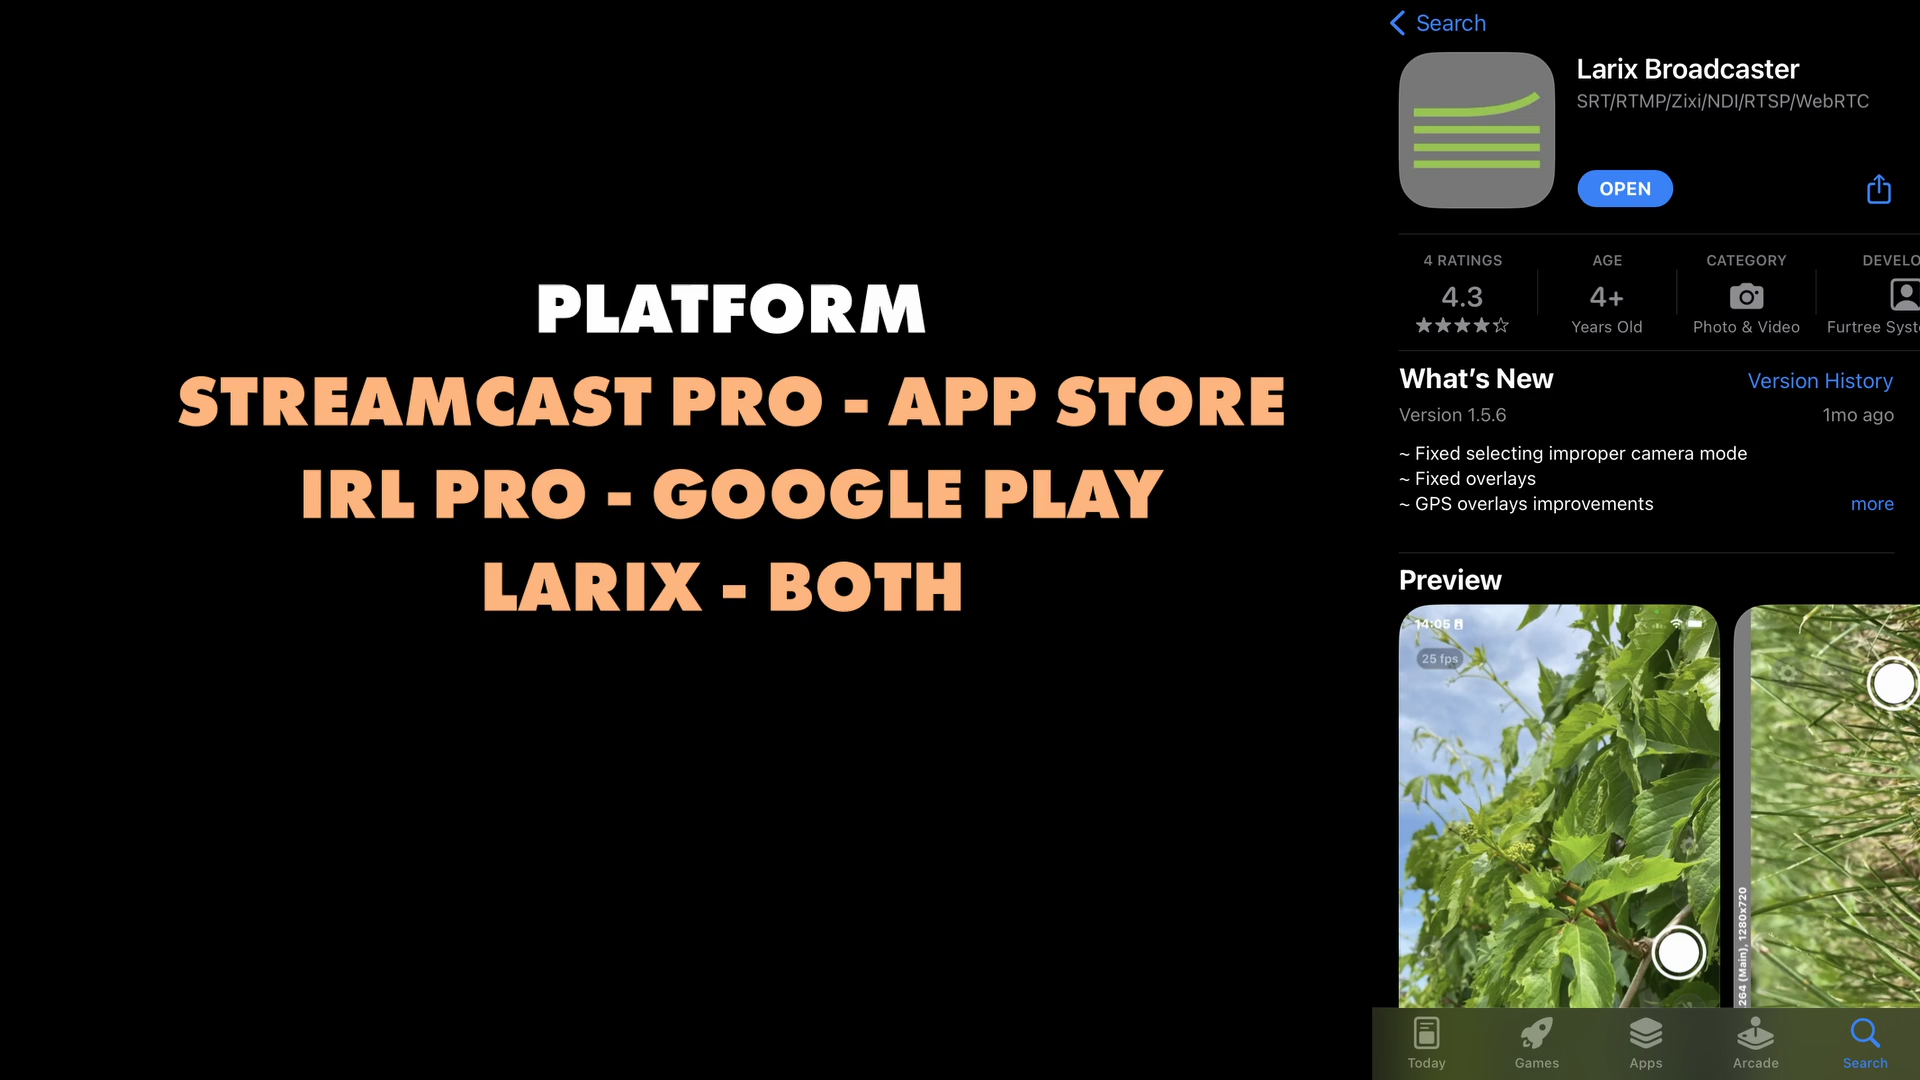 PLATFORM
STREAMCAST PRO - APP STORE
IRL PRO - GOOGLE PLAY
LARIX - BOTH
Search
Larix Broadcaster
SRT/RTMP/Zixi/NDI/RTSP/WebRTC
OPEN
4 RATINGS
4.3
AGE
4+
Years Old
CATEGORY
Photo & Video
DEVELO
Furtree Syst
What's New
Version History
Version 1.5.6
1mo ago
~ Fixed selecting improper camera mode
~ Fixed overlays
~ GPS overlays improvements
more
Preview
14:05
25 fps
264 (Main), 1280x720
Today
Games
Apps
Arcade
Search